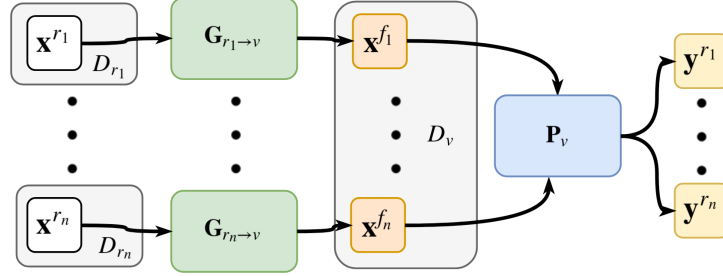 𝐱^{r_1}
D_{r_1}
𝐆_{r_1→v}
𝐱^{f_1}
𝐲^{r_1}
D_v
𝐏_v
𝐱^{r_n}
D_{r_n}
𝐆_{r_n→v}
𝐱^{f_n}
𝐲^{r_n}